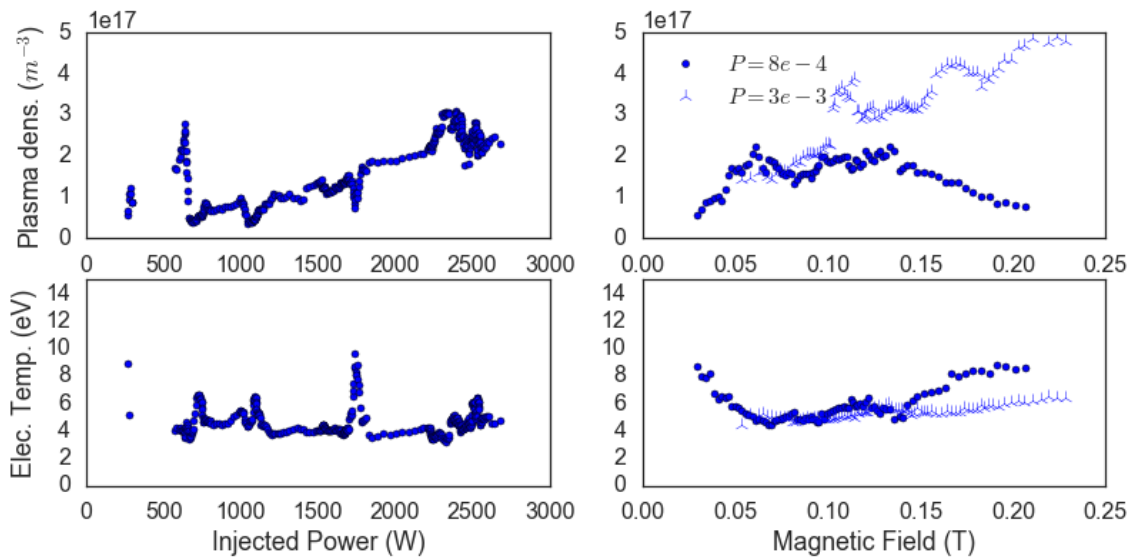 1e17
1e17
Plasma dens. (m⁻³)
5
4
3
2
1
0
0 500 1000 1500 2000 2500 3000
5
4
3
2
1
0
P = 8e − 4
P = 3e − 3
0.00 0.05 0.10 0.15 0.20 0.25
Elec. Temp. (eV)
14
12
10
8
6
4
2
0
0 500 1000 1500 2000 2500 3000
Injected Power (W)
14
12
10
8
6
4
2
0
0.00 0.05 0.10 0.15 0.20 0.25
Magnetic Field (T)